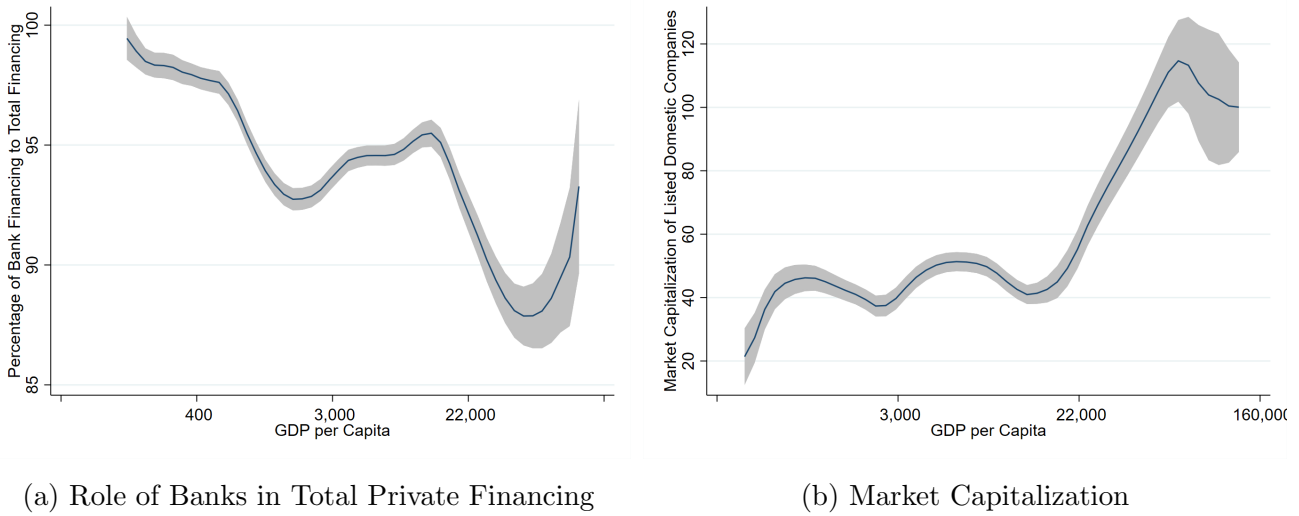 Percentage of Bank Financing to Total Financing
100
95
90
85
400
3,000
22,000
GDP per Capita
(a) Role of Banks in Total Private Financing
Market Capitalization of Listed Domestic Companies
120
100
80
60
40
20
3,000
22,000
160,00
GDP per Capita
(b) Market Capitalization